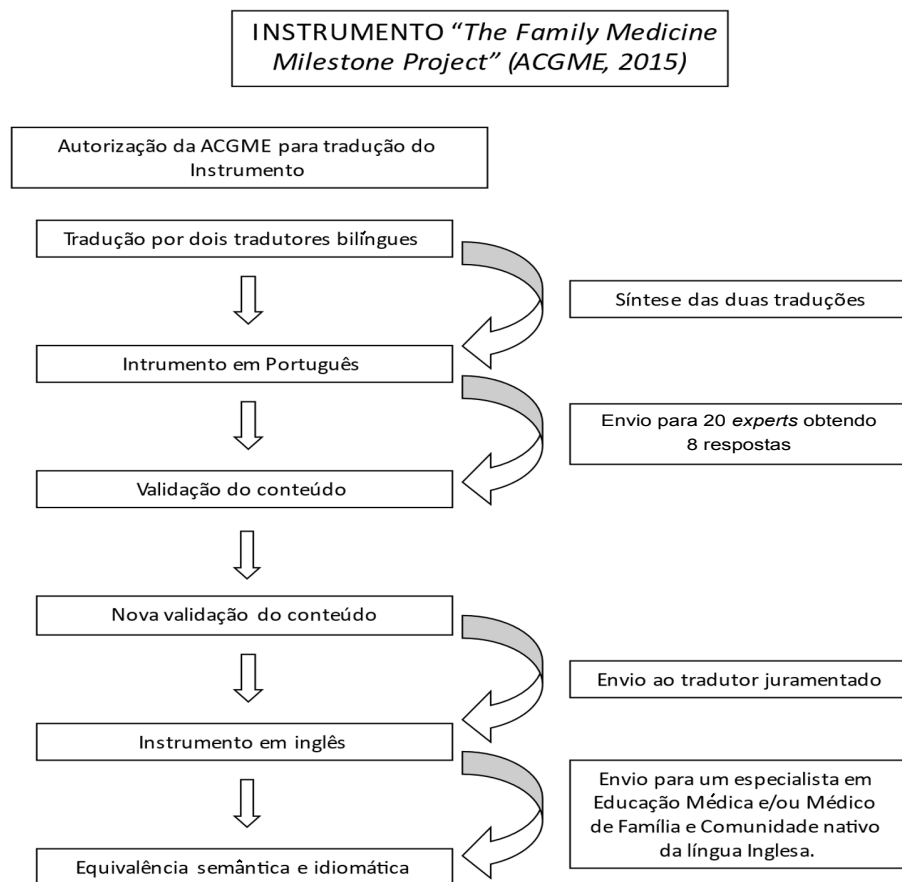 INSTRUMENTO “The Family Medicine
Milestone Project” (ACGME, 2015)
Autorização da ACGME para tradução do
Instrumento
Tradução por dois tradutores bilíngues
Síntese das duas traduções
Intrumento em Português
Envio para 20 experts obtendo
8 respostas
Validação do conteúdo
Nova validação do conteúdo
Envio ao tradutor juramentado
Instrumento em inglês
Envio para um especialista em
Educação Médica e/ou Médico
de Família e Comunidade nativo
da língua Inglesa.
Equivalência semântica e idiomática